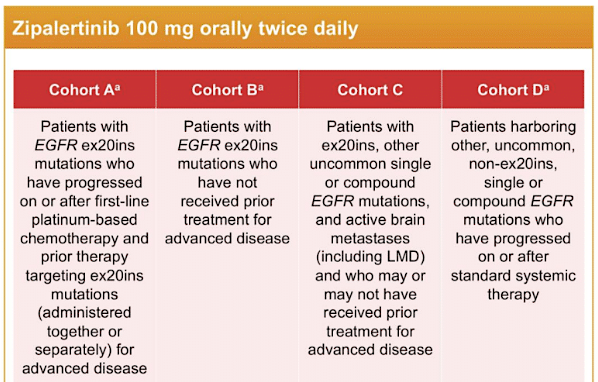 Zipalertinib 100 mg orally twice daily
Cohort Aᵃ
Patients with
EGFR ex20ins
mutations who
have progressed
on or after first-line
platinum-based
chemotherapy and
prior therapy
targeting ex20ins
mutations
(administered
together or
separately) for
advanced disease
Cohort Bᵃ
Patients with
EGFR ex20ins
mutations who
have not
received prior
treatment for
advanced disease
Cohort C
Patients with
ex20ins, other
uncommon single
or compound
EGFR mutations,
and active brain
metastases
(including LMD)
and who may or
may not have
received prior
treatment for
advanced disease
Cohort Dᵃ
Patients harboring
other, uncommon,
non-ex20ins,
single or
compound EGFR
mutations who
have progressed
on or after
standard systemic
therapy